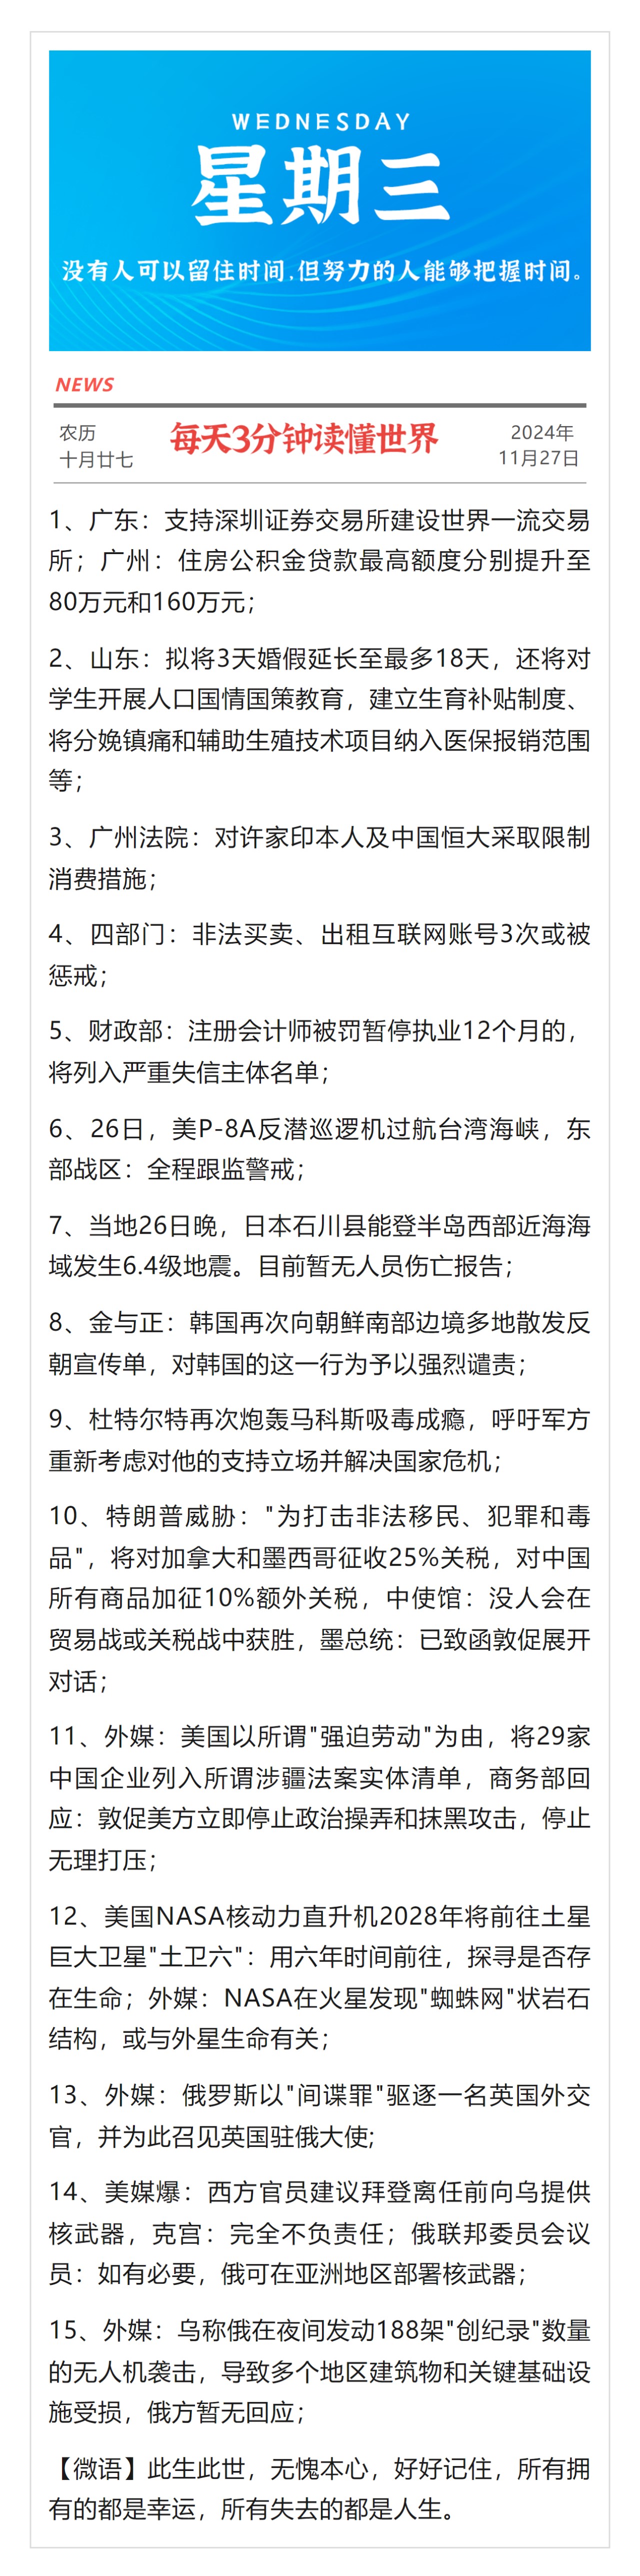 WEDNESDAY
星期三
没有人可以留住时间,但努力的人能够把握时间。
NEWS
农历
十月廿七
每天3分钟读懂世界
2024年
11月27日
1、广东：支持深圳证券交易所建设世界一流交易
所；广州：住房公积金贷款最高额度分别提升至
80万元和160万元；
2、山东：拟将3天婚假延长至最多18天，还将对
学生开展人口国情国策教育，建立生育补贴制度、
将分娩镇痛和辅助生殖技术项目纳入医保报销范围
等；
3、广州法院：对许家印本人及中国恒大采取限制
消费措施；
4、四部门：非法买卖、出租互联网账号3次或被
惩戒；
5、财政部：注册会计师被罚暂停执业12个月的，
将列入严重失信主体名单；
6、26日，美P-8A反潜巡逻机过航台湾海峡，东
部战区：全程跟监警戒；
7、当地26日晚，日本石川县能登半岛西部近海海
域发生6.4级地震。目前暂无人员伤亡报告；
8、金与正：韩国再次向朝鲜南部边境多地散发反
朝宣传单，对韩国的这一行为予以强烈谴责；
9、杜特尔特再次炮轰马科斯吸毒成瘾，呼吁军方
重新考虑对他的支持立场并解决国家危机；
10、特朗普威胁："为打击非法移民、犯罪和毒
品"，将对加拿大和墨西哥征收25%关税，对中国
所有商品加征10%额外关税，中使馆：没人会在
贸易战或关税战中获胜，墨总统：已致函敦促展开
对话；
11、外媒：美国以所谓"强迫劳动"为由，将29家
中国企业列入所谓涉疆法案实体清单，商务部回
应：敦促美方立即停止政治操弄和抹黑攻击，停止
无理打压；
12、美国NASA核动力直升机2028年将前往土星
巨大卫星"土卫六"：用六年时间前往，探寻是否存
在生命；外媒：NASA在火星发现"蜘蛛网"状岩石
结构，或与外星生命有关；
13、外媒：俄罗斯以"间谍罪"驱逐一名英国外交
官，并为此召见英国驻俄大使;
14、美媒爆：西方官员建议拜登离任前向乌提供
核武器，克宫：完全不负责任；俄联邦委员会议
员：如有必要，俄可在亚洲地区部署核武器；
15、外媒：乌称俄在夜间发动188架"创纪录"数量
的无人机袭击，导致多个地区建筑物和关键基础设
施受损，俄方暂无回应；
【微语】此生此世，无愧本心，好好记住，所有拥
有的都是幸运，所有失去的都是人生。